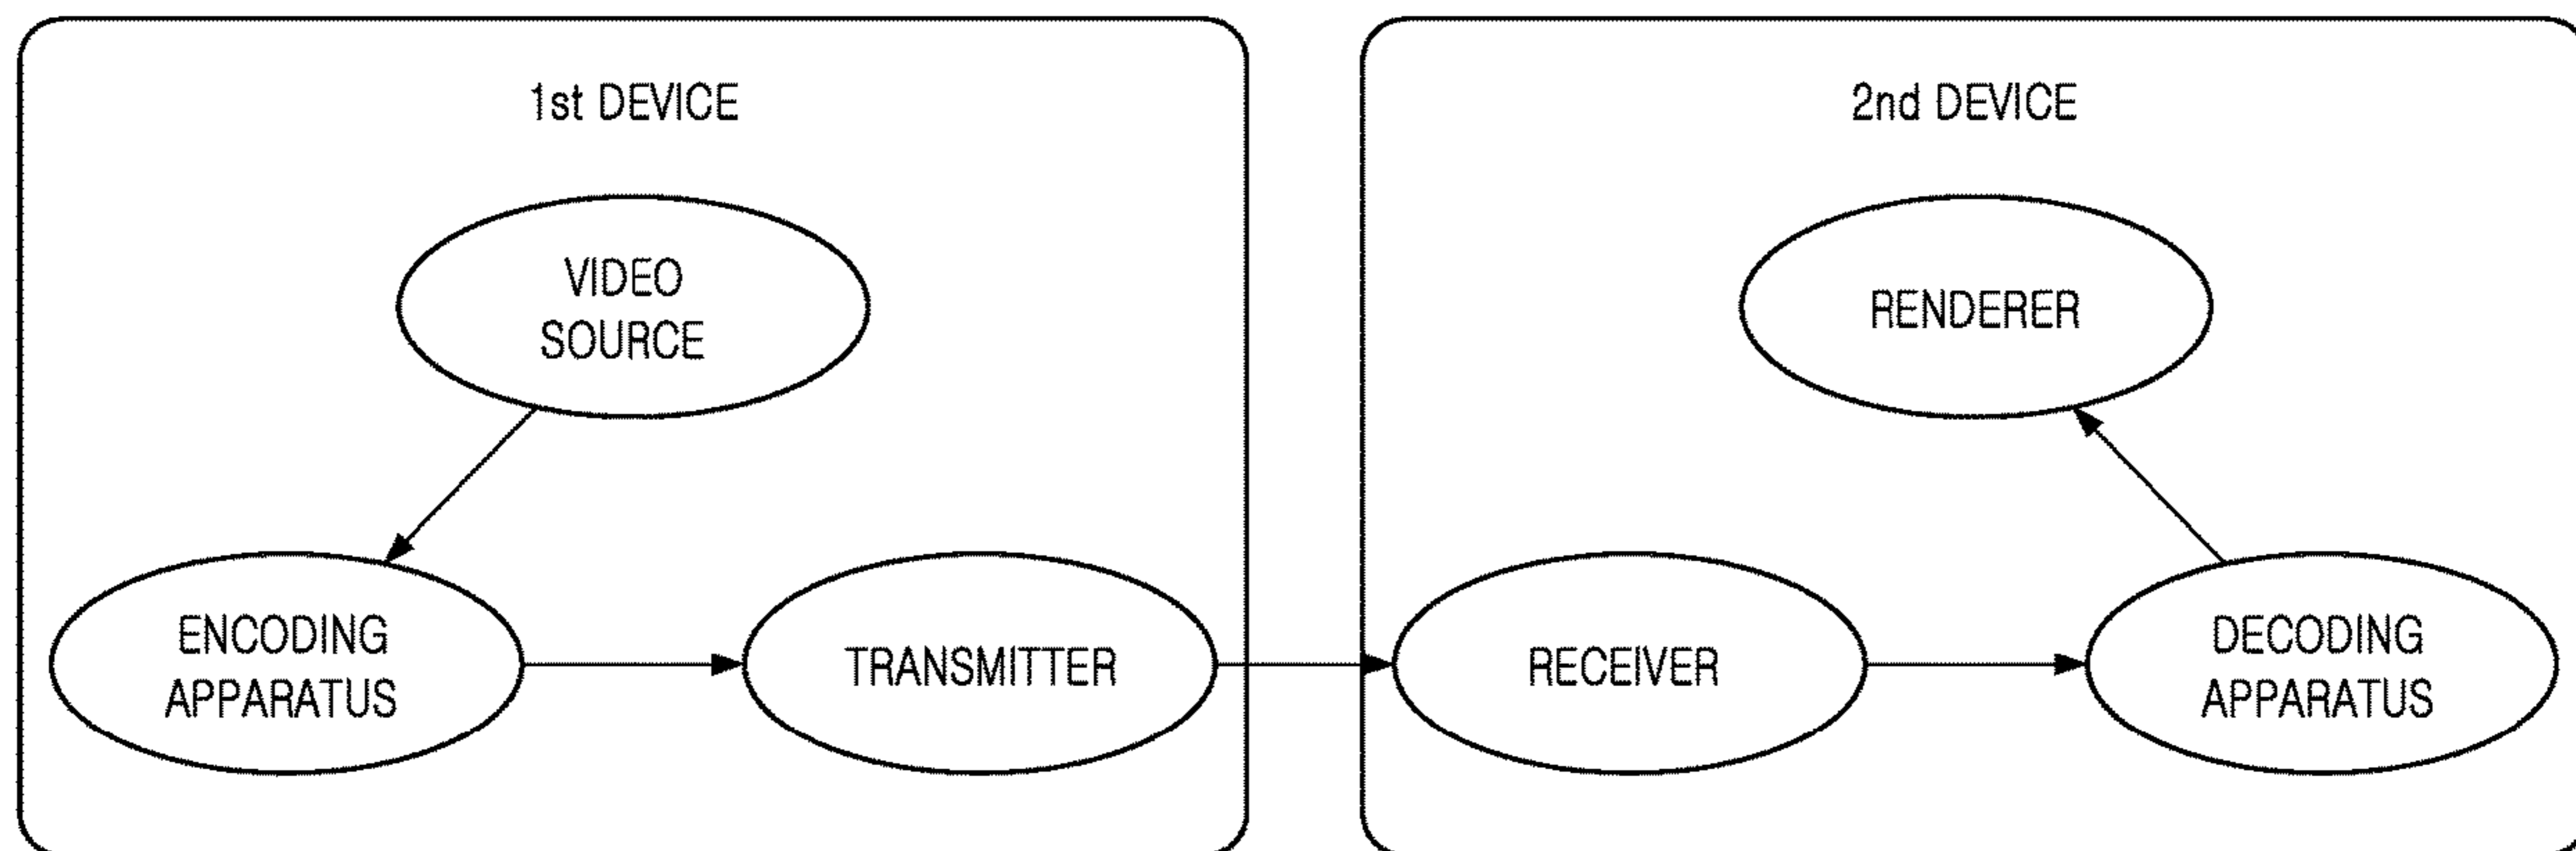 1st DEVICE
VIDEO
SOURCE
ENCODING
APPARATUS
TRANSMITTER
2nd DEVICE
RENDERER
RECEIVER
DECODING
APPARATUS